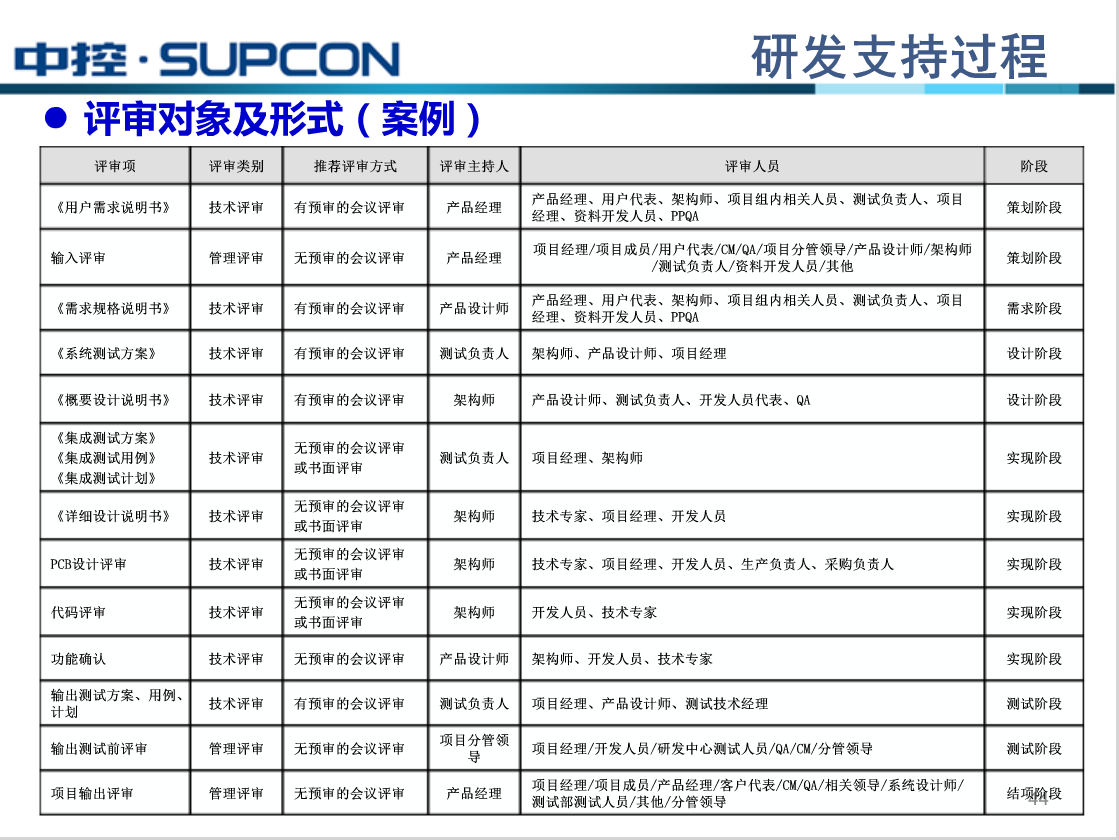 中控·SUPCON
研发支持过程
● 评审对象及形式（案例）
评审项 评审类别 推荐评审方式 评审主持人 评审人员 阶段
《用户需求说明书》 技术评审 有预审的会议评审 产品经理 产品经理、用户代表、架构师、项目组内相关人员、测试负责人、项目
经理、资料开发人员、PPQA 策划阶段
输入评审 管理评审 无预审的会议评审 产品经理 项目经理/项目成员/用户代表/CM/QA/项目分管领导/产品设计师/架构师
/测试负责人/资料开发人员/其他 策划阶段
《需求规格说明书》 技术评审 有预审的会议评审 产品设计师 产品经理、用户代表、架构师、项目组内相关人员、测试负责人、项目
经理、资料开发人员、PPQA 需求阶段
《系统测试方案》 技术评审 有预审的会议评审 测试负责人 架构师、产品设计师、项目经理 设计阶段
《概要设计说明书》 技术评审 有预审的会议评审 架构师 产品设计师、测试负责人、开发人员代表、QA 设计阶段
《集成测试方案》
《集成测试用例》
《集成测试计划》 技术评审 无预审的会议评审
或书面评审 测试负责人 项目经理、架构师 实现阶段
《详细设计说明书》 技术评审 无预审的会议评审
或书面评审 架构师 技术专家、项目经理、开发人员 实现阶段
PCB设计评审 技术评审 无预审的会议评审
或书面评审 架构师 技术专家、项目经理、开发人员、生产负责人、采购负责人 实现阶段
代码评审 技术评审 无预审的会议评审
或书面评审 架构师 开发人员、技术专家 实现阶段
功能确认 技术评审 无预审的会议评审 产品设计师 架构师、开发人员、技术专家 实现阶段
输出测试方案、用例、
计划 技术评审 有预审的会议评审 测试负责人 项目经理、产品设计师、测试技术经理 测试阶段
输出测试前评审 管理评审 无预审的会议评审 项目分管领
导 项目经理/开发人员/研发中心测试人员/QA/CM/分管领导 测试阶段
项目输出评审 管理评审 无预审的会议评审 产品经理 项目经理/项目成员/产品经理/客户代表/CM/QA/相关领导/系统设计师/
测试部测试人员/其他/分管领导 结项阶段
44